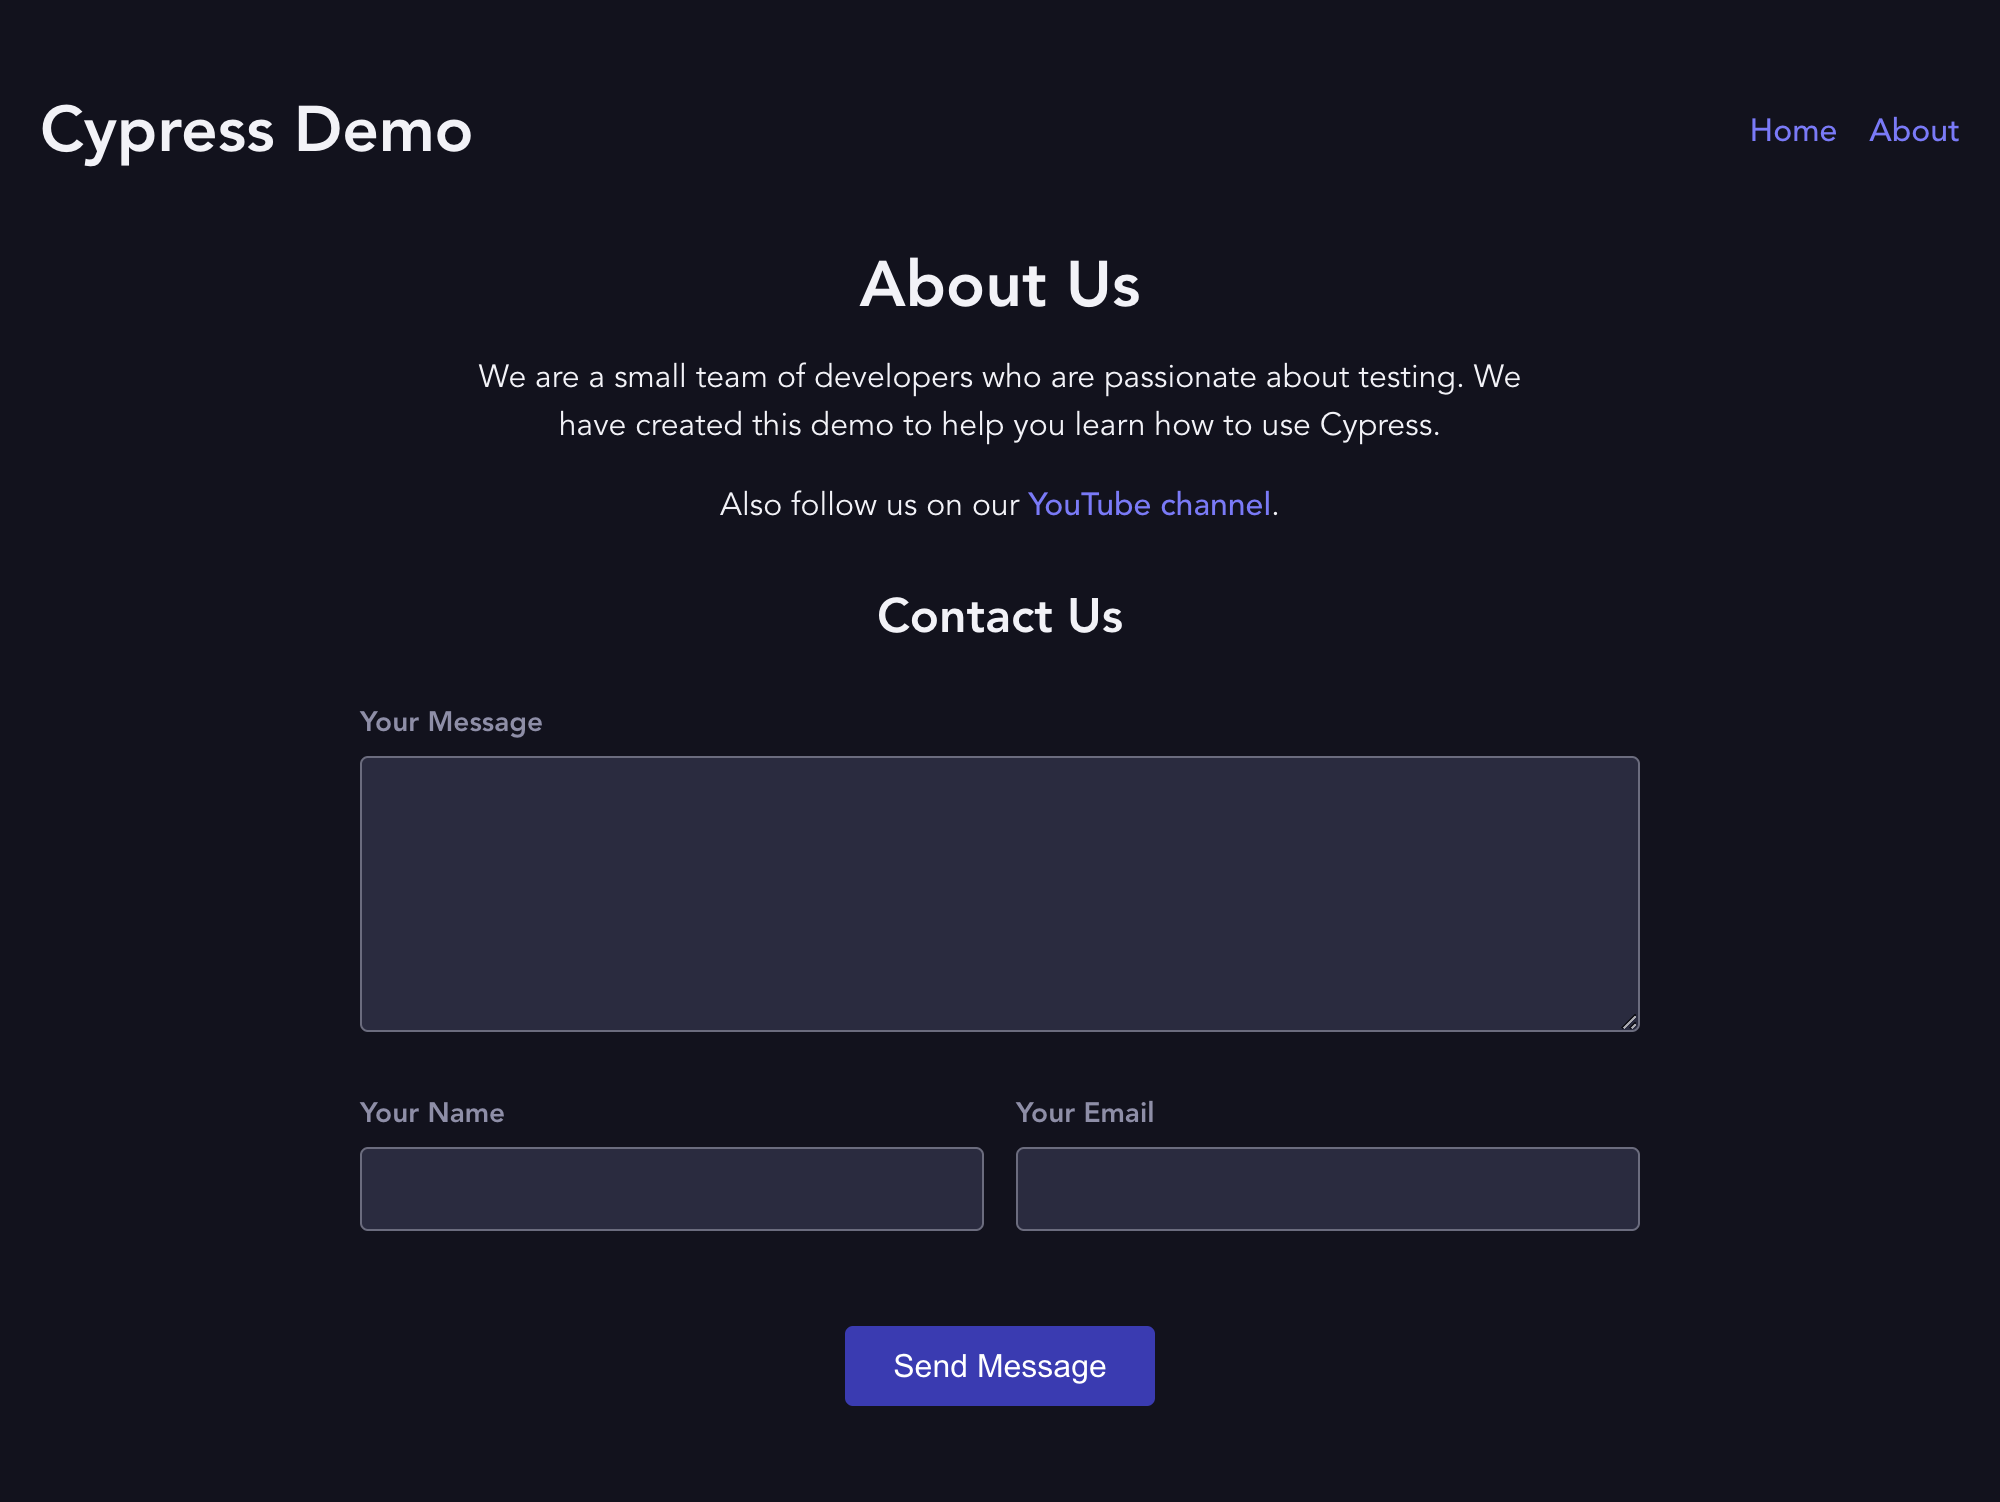 Cypress Demo
Home About
About Us
We are a small team of developers who are passionate about testing. We
have created this demo to help you learn how to use Cypress.
Also follow us on our YouTube channel.
Contact Us
Your Message
Your Name
Your Email
Send Message